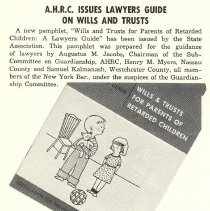 A.H.R.C. ISSUES LAWYERS GUIDE
ON WILLS AND TRUSTS
A new pamphlet, "Wills and Trusts for Parents of Retarded
Children: A Lawyers Guide" has been issued by the State
Association. This pamphlet was prepared for the guidance
of lawyers by Augustus M. Jacobs, Chairman of the Sub-
Committee on Guardianship, AHRC, Henry M. Myers, Nassau
County and Samuel Kalmanash, Westchester County, all mem-
bers of the New York Bar, under the auspices of the Guardian-
ship Committee.
WILLS & TRUSTS
FOR PARENTS OF
RETARDED CHILDREN